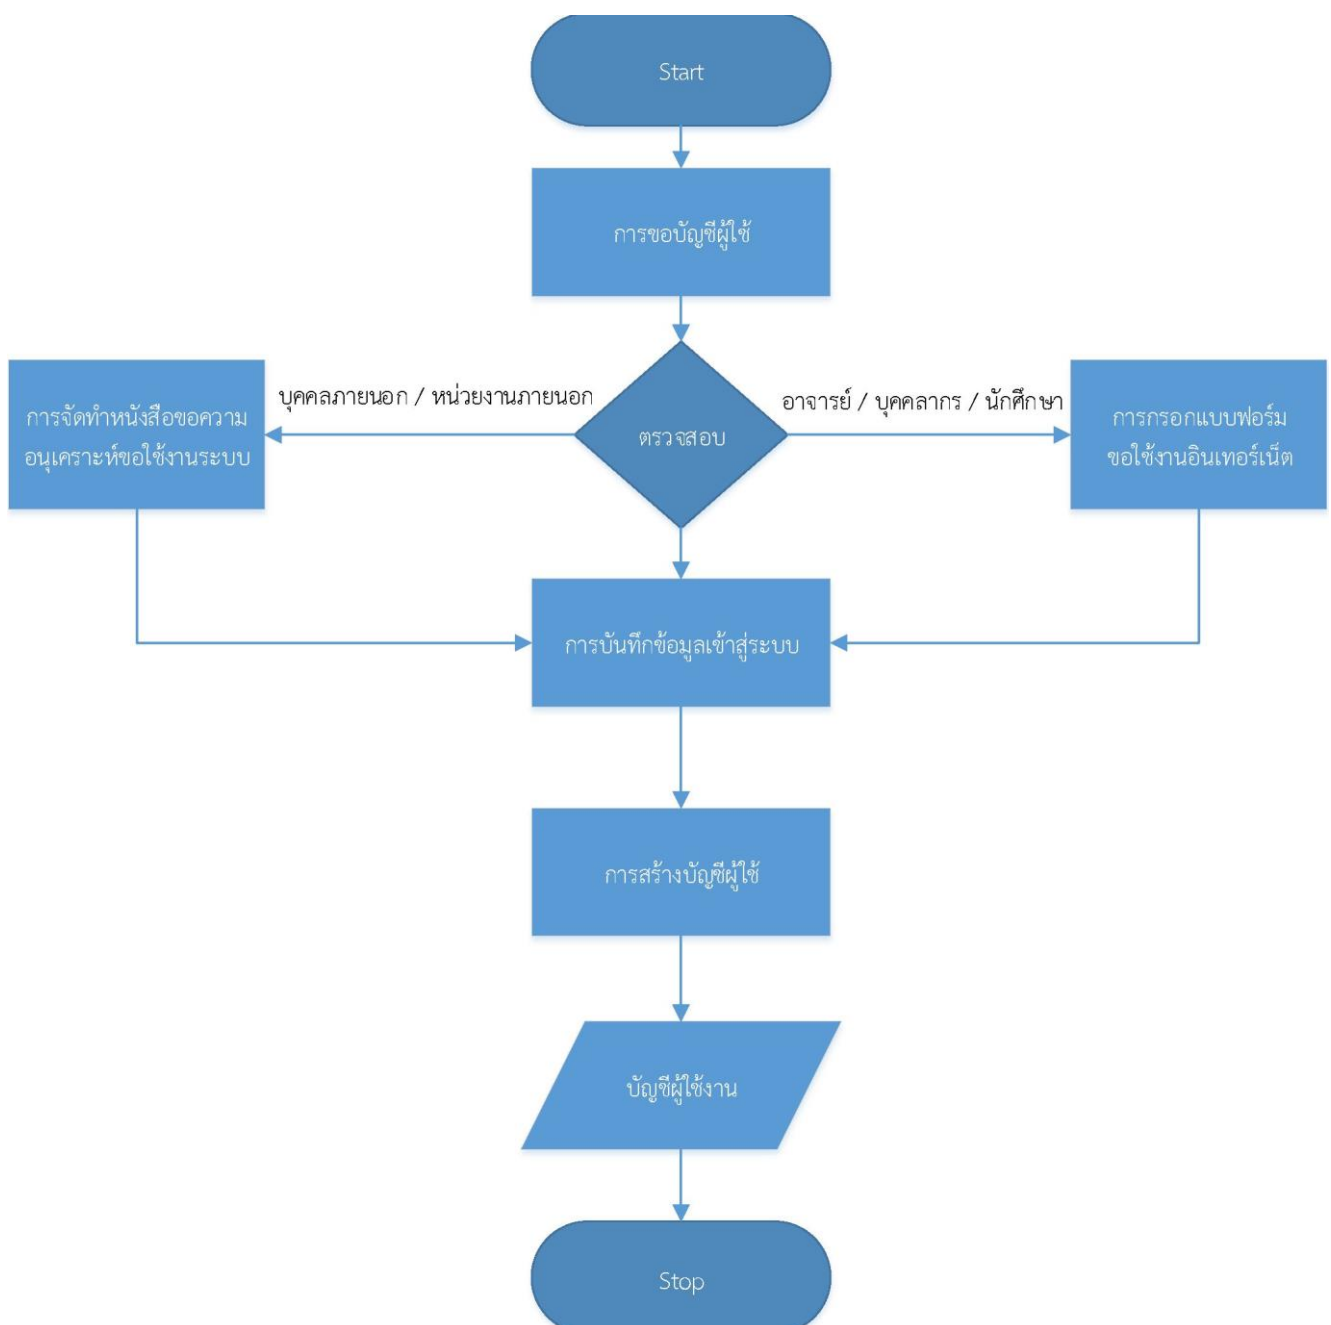 Start
การขอบัญชีผู้ใช้
บุคคลภายนอก / หน่วยงานภายนอก
อาจารย์ / บุคคลากร / นักศึกษา
การจัดทำหนังสือขอความ
อนุเคราะห์ขอใช้งานระบบ
ตรวจสอบ
การกรอกแบบฟอร์ม
ขอใช้งานอินเทอร์เน็ต
การบันทึกข้อมูลเข้าสู่ระบบ
การสร้างบัญชีผู้ใช้
บัญชีผู้ใช้งาน
Stop